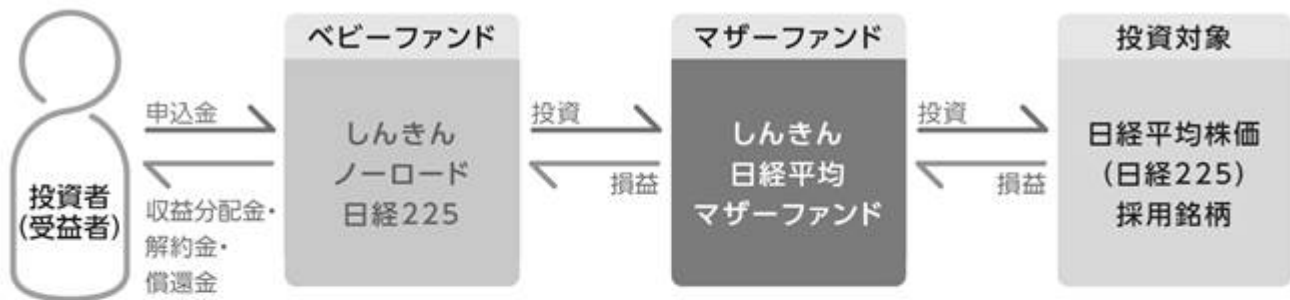 投資者
(受益者)
申込金
収益分配金・
解約金・
償還金
ベビーファンド
しんきん
ノーロード
日経225
投資
損益
マザーファンド
しんきん
日経平均
マザーファンド
投資
損益
投資対象
日経平均株価
(日経225)
採用銘柄